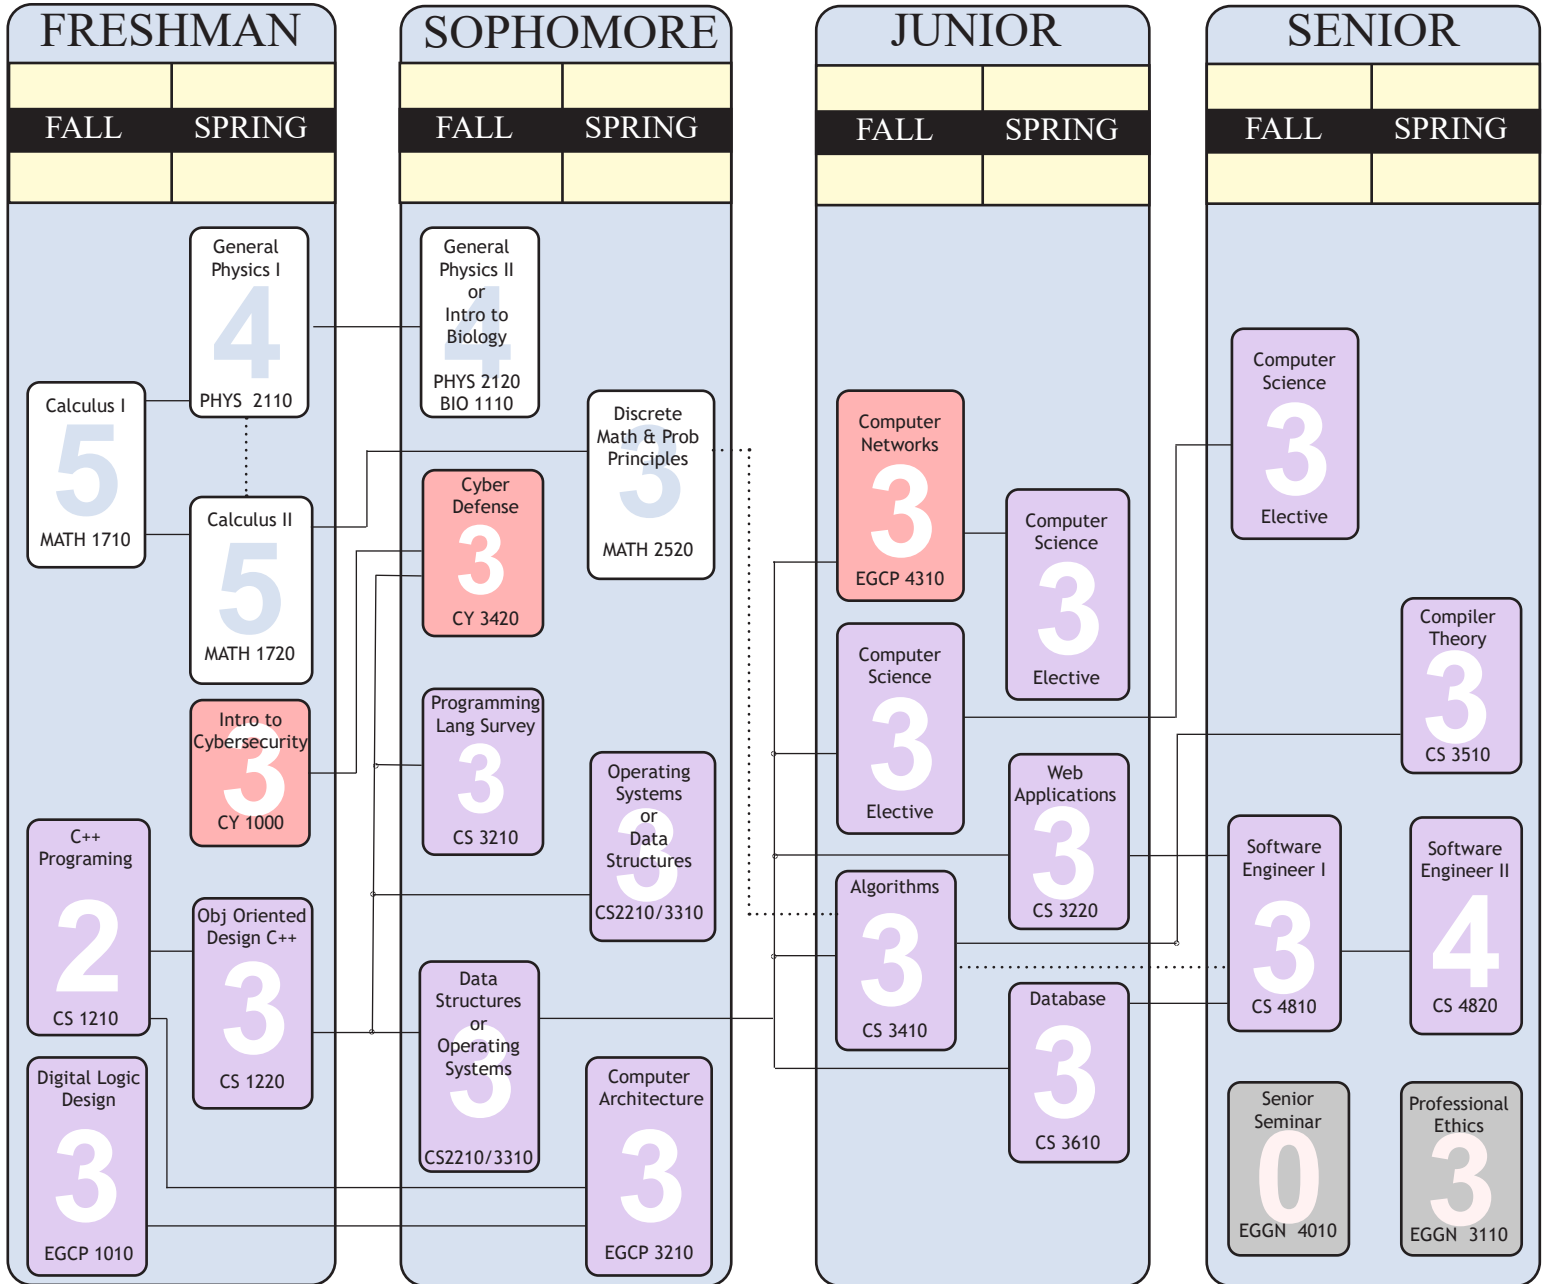 FRESHMAN
FALL
SPRING
General
Physics I
4
PHYS 2110
Calculus I
5
MATH 1710
Calculus II
5
MATH 1720
Intro to
Cybersecurity
3
CY 1000
C++
Programing
2
CS 1210
Obj Oriented
Design C++
3
CS 1220
Digital Logic
Design
3
EGCP 1010
SOPHOMORE
FALL
SPRING
General
Physics II
or
Intro to
Biology
4
PHYS 2120
BIO 1110
Discrete
Math & Prob
Principles
3
MATH 2520
Cyber
Defense
3
CY 3420
Programming
Lang Survey
3
CS 3210
Operating
Systems
or
Data
Structures
3
CS2210/3310
Data
Structures
or
Operating
Systems
3
CS2210/3310
Computer
Architecture
3
EGCP 3210
JUNIOR
FALL
SPRING
Computer
Networks
3
EGCP 4310
Computer
Science
3
Elective
Computer
Science
3
Elective
Web
Applications
3
CS 3220
Algorithms
3
CS 3410
Database
3
CS 3610
SENIOR
FALL
SPRING
Computer
Science
3
Elective
Compiler
Theory
3
CS 3510
Software
Engineer I
3
CS 4810
Software
Engineer II
4
CS 4820
Senior
Seminar
0
EGGN 4010
Professional
Ethics
3
EGGN 3110